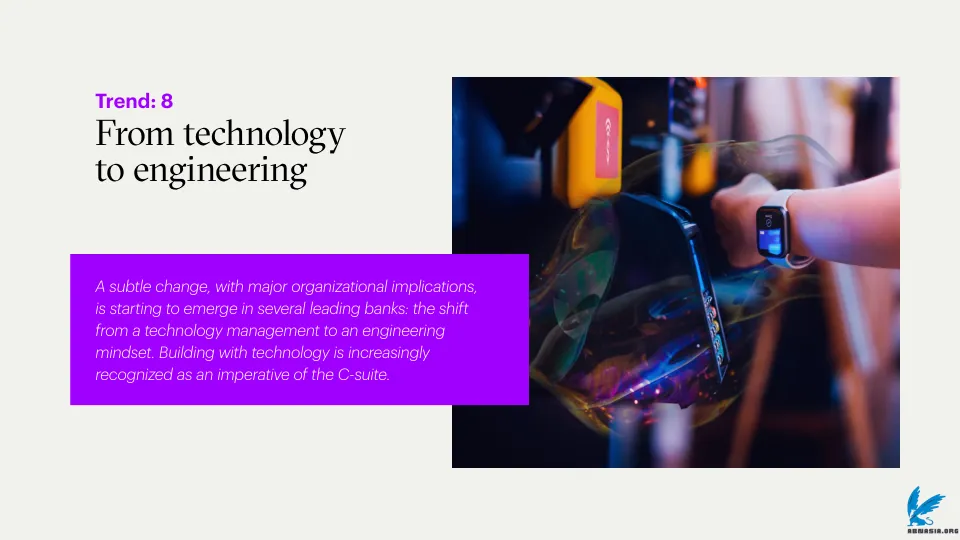 Trend: 8
From technology
to engineering
A subtle change, with major organizational implications,
is starting to emerge in several leading banks: the shift
from a technology management to an engineering
mindset. Building with technology is increasingly
recognized as an imperative of the C-suite.
ABMASIA.ORG